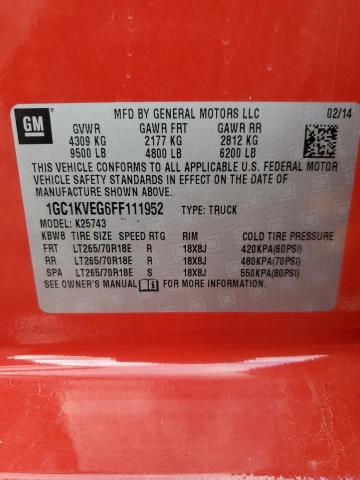 GM
MFD BY GENERAL MOTORS LLC 02/14
GVWR GAWR FRT GAWR RR
4309 KG 2177 KG 2812 KG
9500 LB 4800 LB 6200 LB
THIS VEHICLE CONFORMS TO ALL APPLICABLE U.S. FEDERAL MOTOR
VEHICLE SAFETY STANDARDS IN EFFECT ON THE DATE OF
MANUFACTURE SHOWN ABOVE.
1GC1KVEG6FF111952 TYPE: TRUCK
MODEL: K25743
KBW8 TIRE SIZE SPEED RTG RIM COLD TIRE PRESSURE
FRT LT265/70R18E R 18X8J 420KPA(60PSI)
RR LT265/70R18E R 18X8J 480KPA(70PSI)
SPA LT265/70R18E R 18X8J 550KPA(80PSI)
SEE OWNER'S MANUAL FOR MORE INFORMATION.